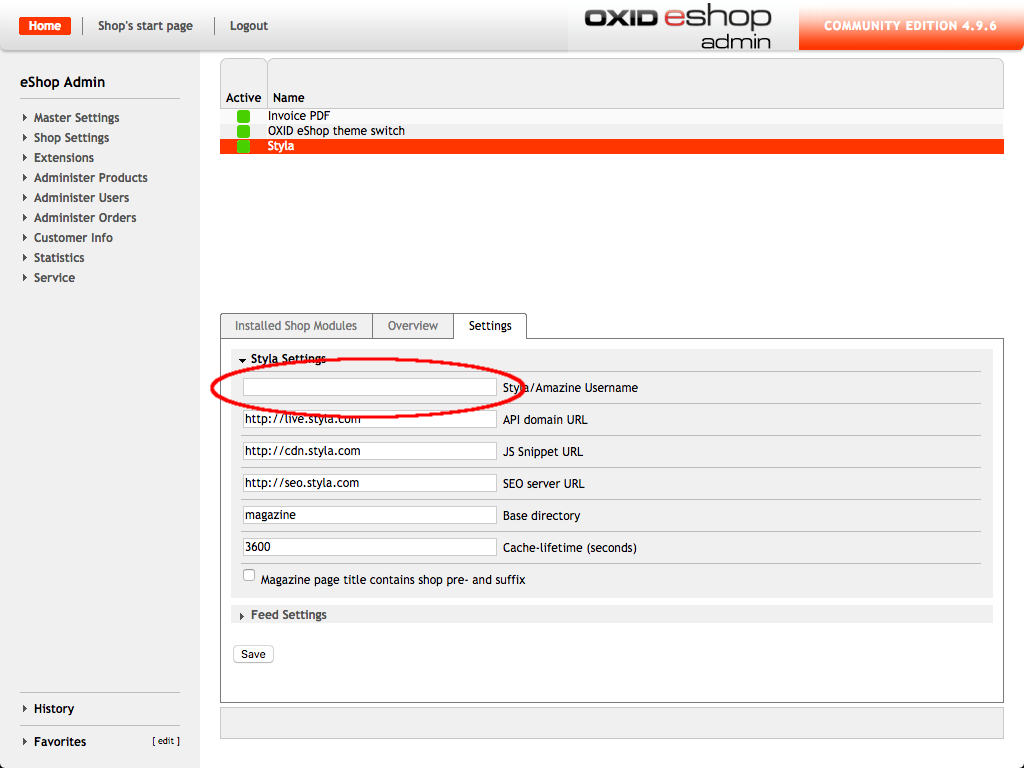 Home
Shop's start page
Logout
OXID eshop
admin
COMMUNITY EDITION 4.9.6
eShop Admin
Master Settings
Shop Settings
Extensions
Administer Products
Administer Users
Administer Orders
Customer Info
Statistics
Service
History
Favorites [ edit ]
Active Name
Invoice PDF
OXID eShop theme switch
Styla
Installed Shop Modules Overview Settings
Styla Settings
Styla/Amazine Username
http://live.styla.com API domain URL
http://cdn.styla.com JS Snippet URL
http://seo.styla.com SEO server URL
magazine Base directory
3600 Cache-lifetime (seconds)
Magazine page title contains shop pre- and suffix
Feed Settings
Save